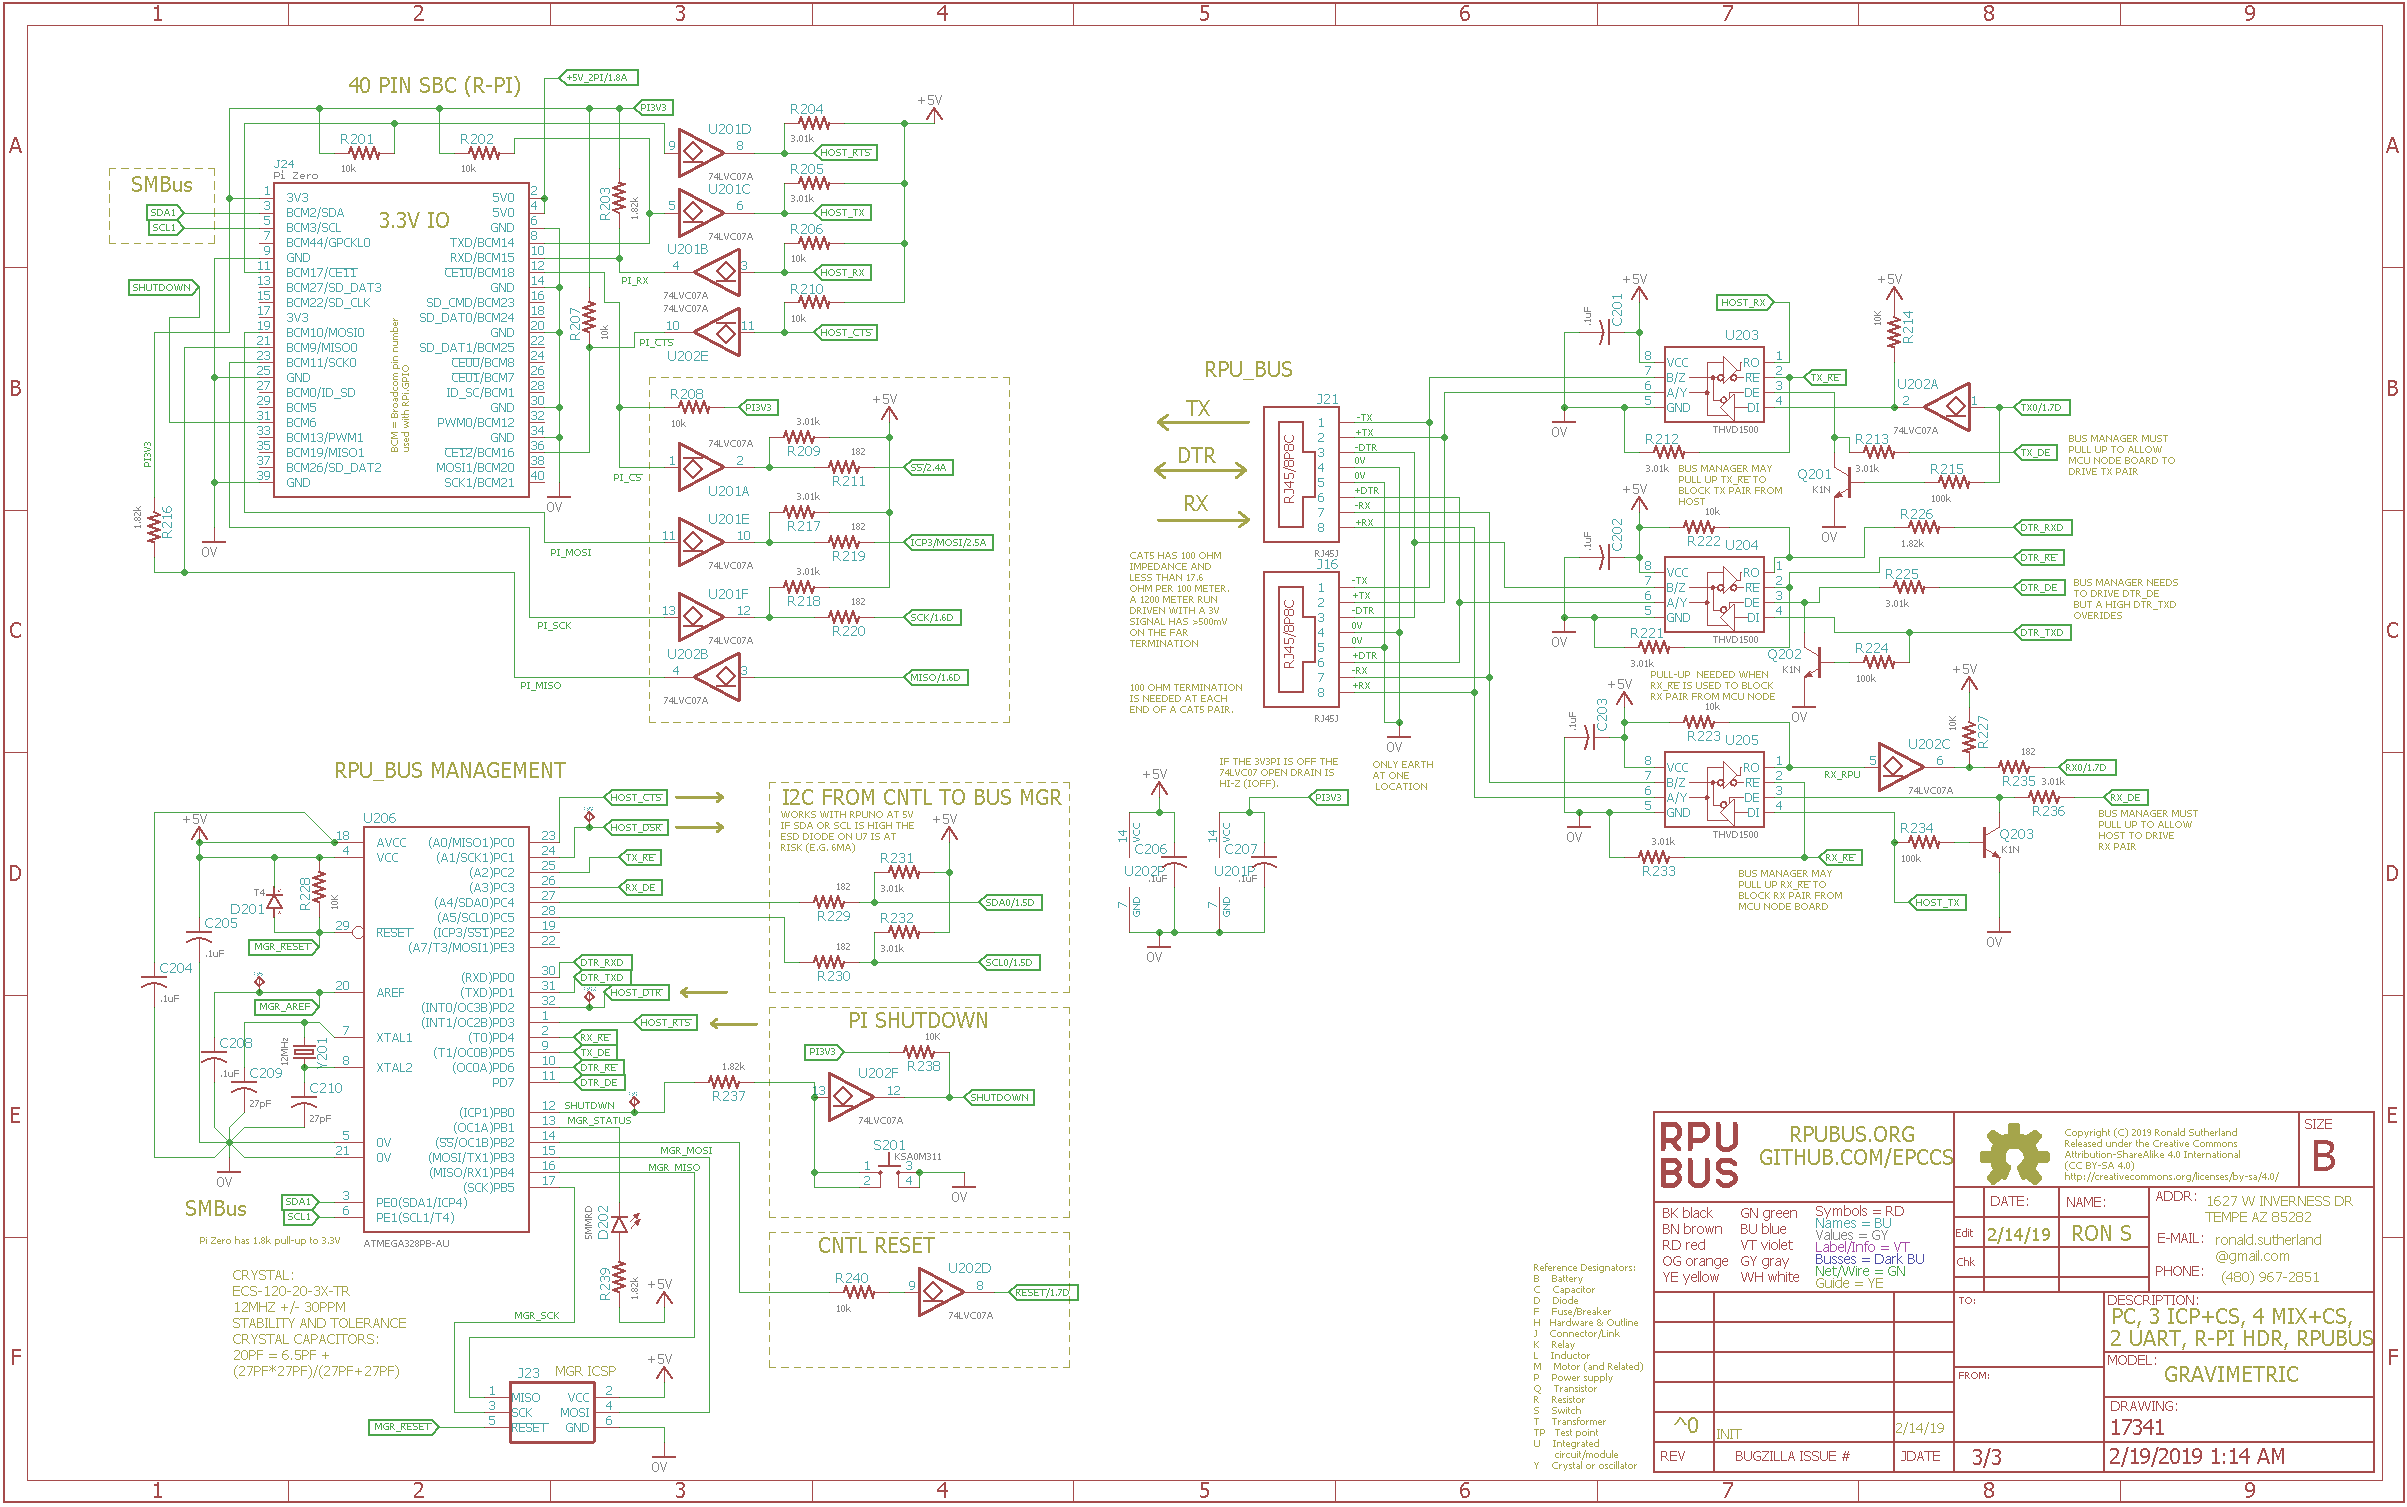 1 2 3 4 5 6 7 8 9
A
B
C
D
E
F
40 PIN SBC (R-PI)
+5V_2PI/1.8A
PI3V3
R201
10k
R202
10k
J24
Pi Zero
SMBus
SDA1
SCL1
SHUTDOWN
3.3V IO
BCM = Broadcom pin number
used with RPi.GPIO
1 3V3
3 BCM2/SDA
5 BCM3/SCL
7 BCM44/GPCKL0
9 GND
11 BCM17/CE11
13 BCM27/SD_DAT3
15 BCM22/SD_CLK
17 3V3
19 BCM10/MOSI0
21 BCM9/MISO0
23 BCM11/SCK0
25 GND
27 BCM0/ID_SD
29 BCM5
31 BCM6
33 BCM13/PWM1
35 BCM19/MISO1
37 BCM26/SD_DAT2
39 GND
5V0 2
5V0 4
GND 6
TXD/BCM14 8
RXD/BCM15 10
CE10/BCM18 12
GND 14
SD_CMD/BCM23 16
SD_DAT0/BCM24 18
GND 20
SD_DAT1/BCM25 22
CE00/BCM8 24
CE01/BCM7 26
ID_SC/BCM1 28
GND 30
PWM0/BCM12 32
GND 34
CE12/BCM16 36
MOSI1/BCM20 38
SCK1/BCM21 40
0V
0V
PI3V3
R216
1.82k
R203
1.82k
R207
10k
U201D
9 8
74LVC07A
U201C
5 6
74LVC07A
U201B
4 3
PI_RX
74LVC07A
74LVC07A
10 11
PI_CTS
U202E
+5V
R204
3.01k
HOST_RTS
R205
3.01k
HOST_TX
R206
10k
HOST_RX
R210
10k
HOST_CTS
R208
10k
PI3V3
+5V
74LVC07A
1 2
PI_CS
U201A
3.01k
R209
182
R211
SS/2.4A
U201E
11 10
PI_MOSI
74LVC07A
3.01k
R217
182
R219
ICP3/MOSI/2.5A
U201F
13 12
PI_SCK
74LVC07A
3.01k
R218
182
R220
SCK/1.6D
U202B
4 3
PI_MISO
74LVC07A
MISO/1.6D
RPU_BUS
TX
DTR
RX
J21
RJ45/8P8C
1 -TX
2 +TX
3 -DTR
4 0V
5 0V
6 +DTR
7 -RX
8 +RX
RJ45J
J16
RJ45/8P8C
1 -TX
2 +TX
3 -DTR
4 0V
5 0V
6 +DTR
7 -RX
8 +RX
RJ45J
CAT5 HAS 100 OHM
IMPEDANCE AND
LESS THAN 17.6
OHM PER 100 METER.
A 1200 METER RUN
DRIVEN WITH A 3V
SIGNAL HAS >500mV
ON THE FAR
TERMINATION
100 OHM TERMINATION
IS NEEDED AT EACH
END OF A CAT5 PAIR.
0V
ONLY EARTH
AT ONE
LOCATION
IF THE 3V3PI IS OFF THE
74LVC07 OPEN DRAIN IS
HI-Z (IOFF).
PI3V3
+5V
14 VCC
C206
U202P
.1uF
7 GND
14 VCC
C207
U201P
.1uF
7 GND
0V
+5V
.1uF
C201
0V
HOST_RX
U203
8 VCC RO 1
7 B/Z RE 2
6 A/Y DE 3
5 GND DI 4
THVD1500
R212
3.01k
BUS MANAGER MAY
PULL UP TX_RE TO
BLOCK TX PAIR FROM
HOST
TX_RE
+5V
10K
R214
U202A
2 1
74LVC07A
TX0/1.7D
R213
3.01k
TX_DE
BUS MANAGER MUST
PULL UP TO ALLOW
MCU NODE BOARD TO
DRIVE TX PAIR
Q201
K1N
R215
100k
0V
+5V
.1uF
C202
0V
10k
R222
U204
8 VCC RO 1
7 B/Z RE 2
6 A/Y DE 3
5 GND DI 4
THVD1500
R221
3.01k
R226
1.82k
DTR_RXD
DTR_RE
R225
3.01k
DTR_DE
DTR_TXD
BUS MANAGER NEEDS
TO DRIVE DTR_DE
BUT A HIGH DTR_TXD
OVERIDES
Q202
K1N
R224
100k
0V
PULL-UP NEEDED WHEN
RX_RE IS USED TO BLOCK
RX PAIR FROM MCU NODE
+5V
.1uF
C203
0V
10k
R223
U205
8 VCC RO 1
7 B/Z RE 2
6 A/Y DE 3
5 GND DI 4
THVD1500
3.01k
R233
RX_RE
BUS MANAGER MAY
PULL UP RX_RE TO
BLOCK RX PAIR FROM
MCU NODE BOARD
RX_RPU
U202C
5 6
74LVC07A
+5V
10K
R227
182
R235
RX0/1.7D
3.01k
R236
RX_DE
BUS MANAGER MUST
PULL UP TO ALLOW
HOST TO DRIVE
RX PAIR
R234
100k
Q203
K1N
HOST_TX
0V
RPU_BUS MANAGEMENT
+5V
U206
T4
D201
R228
10K
C205
.1uF
C204
.1uF
MGR_RESET
MGR_AREF
C208
.1uF
C209
27pF
12MHz
Y201
C210
27pF
0V
SMBus
SDA1
SCL1
Pi Zero has 1.8k pull-up to 3.3V
18 AVCC
4 VCC
29 RESET
20 AREF
7 XTAL1
8 XTAL2
5 0V
21 0V
3 PE0(SDA1/ICP4)
6 PE1(SCL1/T4)
ATMEGA328PB-AU
(A0/MISO1)PC0 23
(A1/SCK1)PC1 24
(A2)PC2 25
(A3)PC3 26
(A4/SDA0)PC4 27
(A5/SCL0)PC5 28
(ICP3/SS1)PE2 19
(A7/T3/MOSI1)PE3 22
(RXD)PD0 30
(TXD)PD1 31
(INT0/OC3B)PD2 32
(INT1/OC2B)PD3 1
(T0)PD4 2
(T1/OC0B)PD5 9
(OC0A)PD6 10
PD7 11
(ICP1)PB0 12
(OC1A)PB1 13
(SS/OC1B)PB2 14
(MOSI/TX1)PB3 15
(MISO/RX1)PB4 16
(SCK)PB5 17
HOST_CTS
HOST_DSR
TX_RE
RX_DE
DTR_RXD
DTR_TXD
HOST_DTR
HOST_RTS
RX_RE
TX_DE
DTR_RE
DTR_DE
SHUTDWN
MGR_STATUS
MGR_MOSI
MGR_MISO
MGR_SCK
CRYSTAL:
ECS-120-20-3X-TR
12MHZ +/- 30PPM
STABILITY AND TOLERANCE
CRYSTAL CAPACITORS:
20PF = 6.5PF +
(27PF*27PF)/(27PF+27PF)
5MMRD
D202
R239
1.82k
+5V
J23 MGR ICSP
1 MISO VCC 2
3 SCK MOSI 4
5 RESET GND 6
MGR_RESET
+5V
0V
I2C FROM CNTL TO BUS MGR
WORKS WITH RPUNO AT 5V
IF SDA OR SCL IS HIGH THE
ESD DIODE ON U7 IS AT
RISK (E.G. 6MA)
+5V
R231
3.01k
182
R229
SDA0/1.5D
R232
3.01k
182
R230
SCL0/1.5D
PI SHUTDOWN
PI3V3
10K
R238
1.82k
R237
U202F
13 12
74LVC07A
SHUTDOWN
S201
KSA0M311
1 3
2 4
0V
CNTL RESET
R240
10k
U202D
9 8
74LVC07A
RESET/1.7D
Reference Designators:
B Battery
C Capacitor
D Diode
F Fuse/Breaker
H Hardware & Outline
J Connector/Link
K Relay
L Inductor
M Motor (and Related)
P Power supply
Q Transistor
R Resistor
S Switch
T Transformer
TP Test point
U Integrated
circuit/module
Y Crystal or oscillator
RPU
BUS
RPUBUS.ORG
GITHUB.COM/EPCCS
Copyright (C) 2019 Ronald Sutherland
Released under the Creative Commons
Attribution-ShareAlike 4.0 International
(CC BY-SA 4.0)
http://creativecommons.org/licenses/by-sa/4.0/
SIZE
B
BK black GN green Symbols = RD
BN brown BU blue Names = BU
RD red VT violet Values = GY
OG orange GY gray Label/Info = VT
YE yellow WH white Busses = Dark BU
Net/Wire = GN
Guide = YE
DATE: NAME:
Edit 2/14/19 RON S
Chk
ADDR: 1627 W INVERNESS DR
TEMPE AZ 85282
E-MAIL: ronald.sutherland
@gmail.com
PHONE: (480) 967-2851
TO:
FROM:
DESCRIPTION:
PC, 3 ICP+CS, 4 MIX+CS,
2 UART, R-PI HDR, RPUBUS
MODEL:
GRAVIMETRIC
DRAWING:
17341
^0 INIT 2/14/19
REV BUGZILLA ISSUE # JDATE 3/3 2/19/2019 1:14 AM
1 2 3 4 5 6 7 8 9